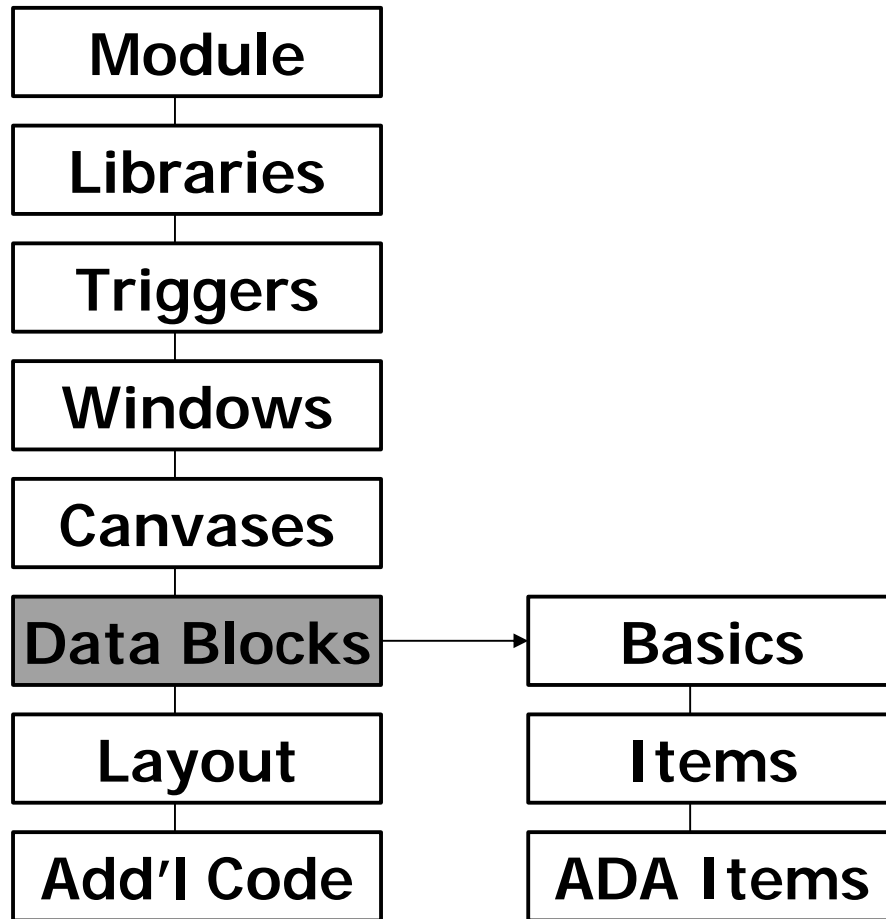 Module
Libraries
Triggers
Windows
Canvases
Data Blocks
Layout
Add'l Code
Basics
Items
ADA Items